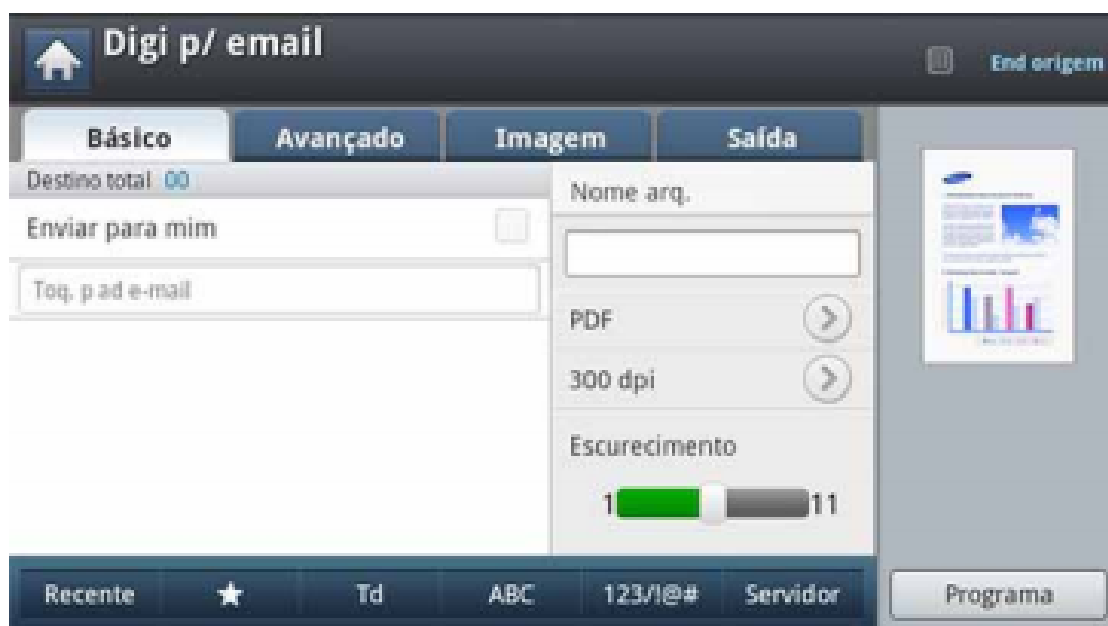 Digi p/ email
End origem
Básico Avançado Imagem Saída
Destino total 00
Enviar para mim
Toq. p ad e-mail
Nome arq.
PDF
300 dpi
Escurecimento
1 11
Recente Td ABC 123/!@# Servidor
Programa